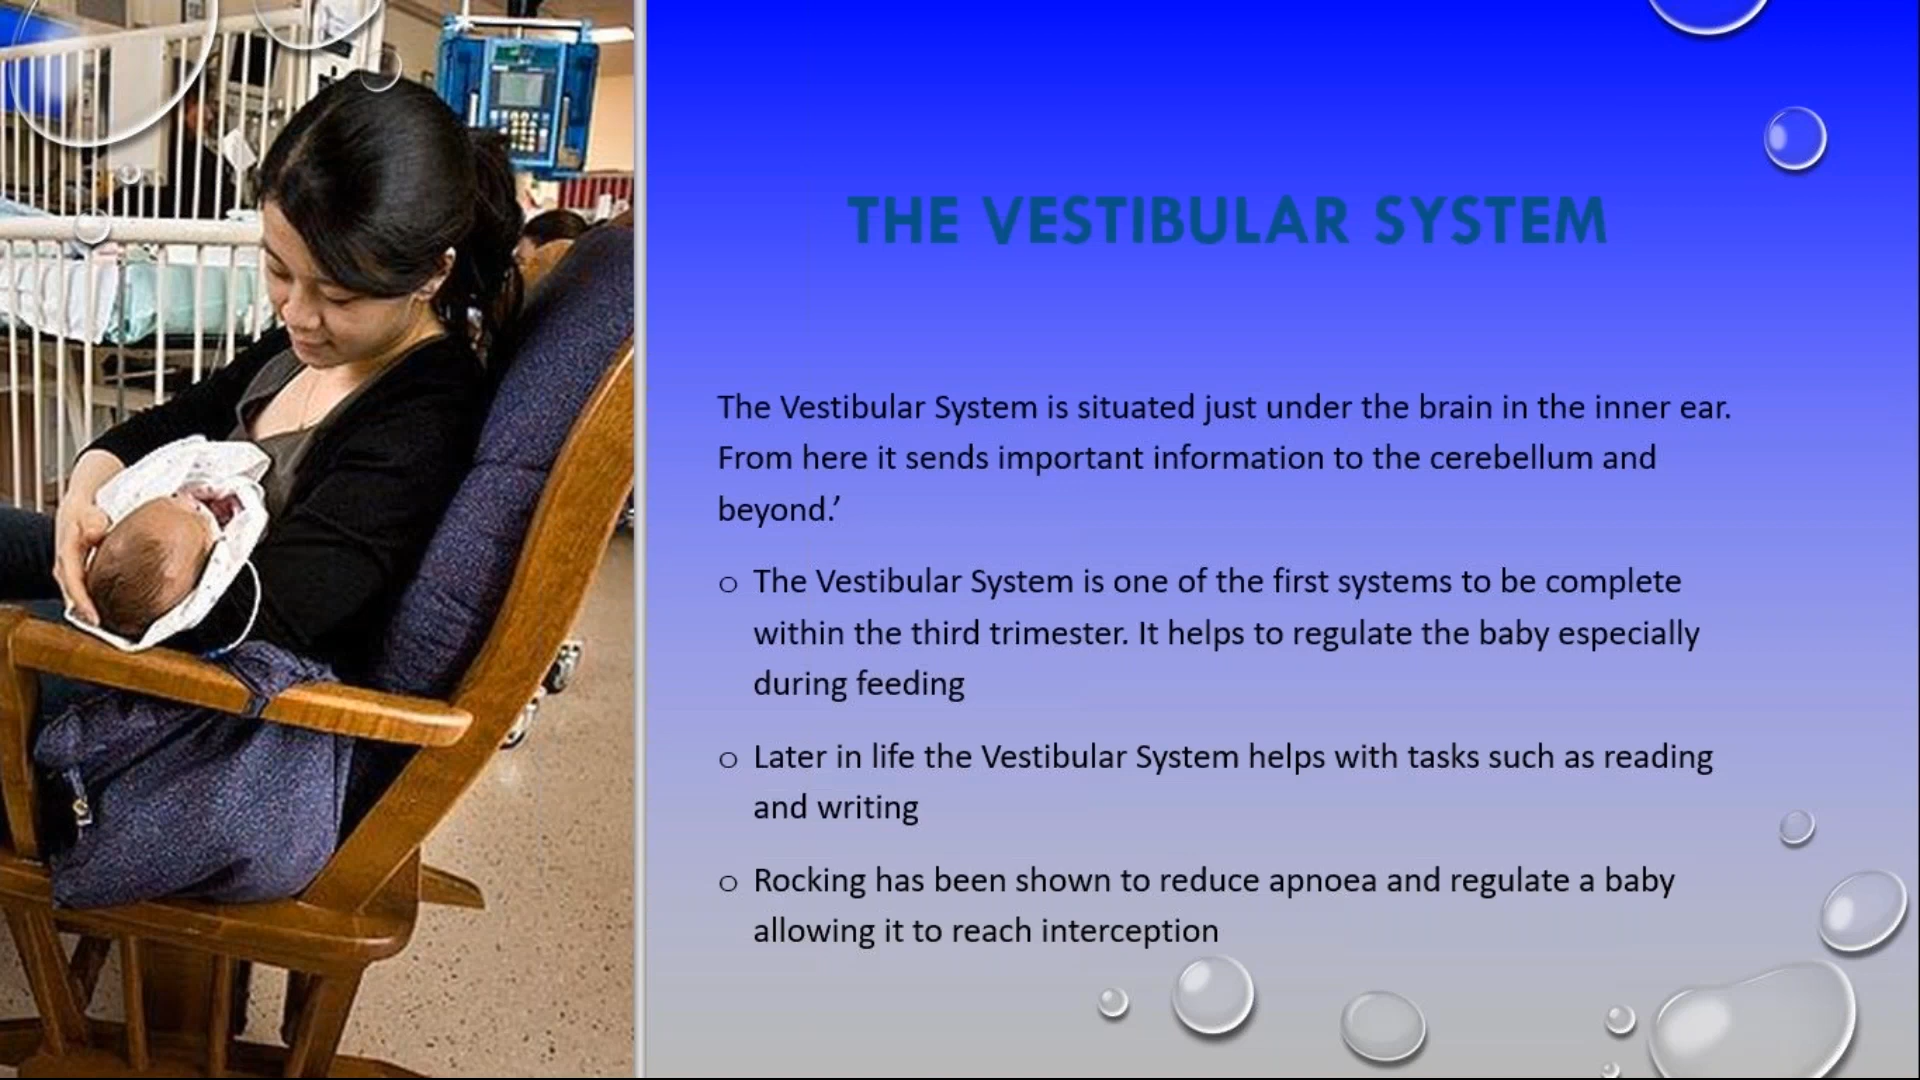 THE VESTIBULAR SYSTEM
The Vestibular System is situated just under the brain in the inner ear.
From here it sends important information to the cerebellum and
beyond.’
o The Vestibular System is one of the first systems to be complete
within the third trimester. It helps to regulate the baby especially
during feeding
o Later in life the Vestibular System helps with tasks such as reading
and writing
o Rocking has been shown to reduce apnoea and regulate a baby
allowing it to reach interception